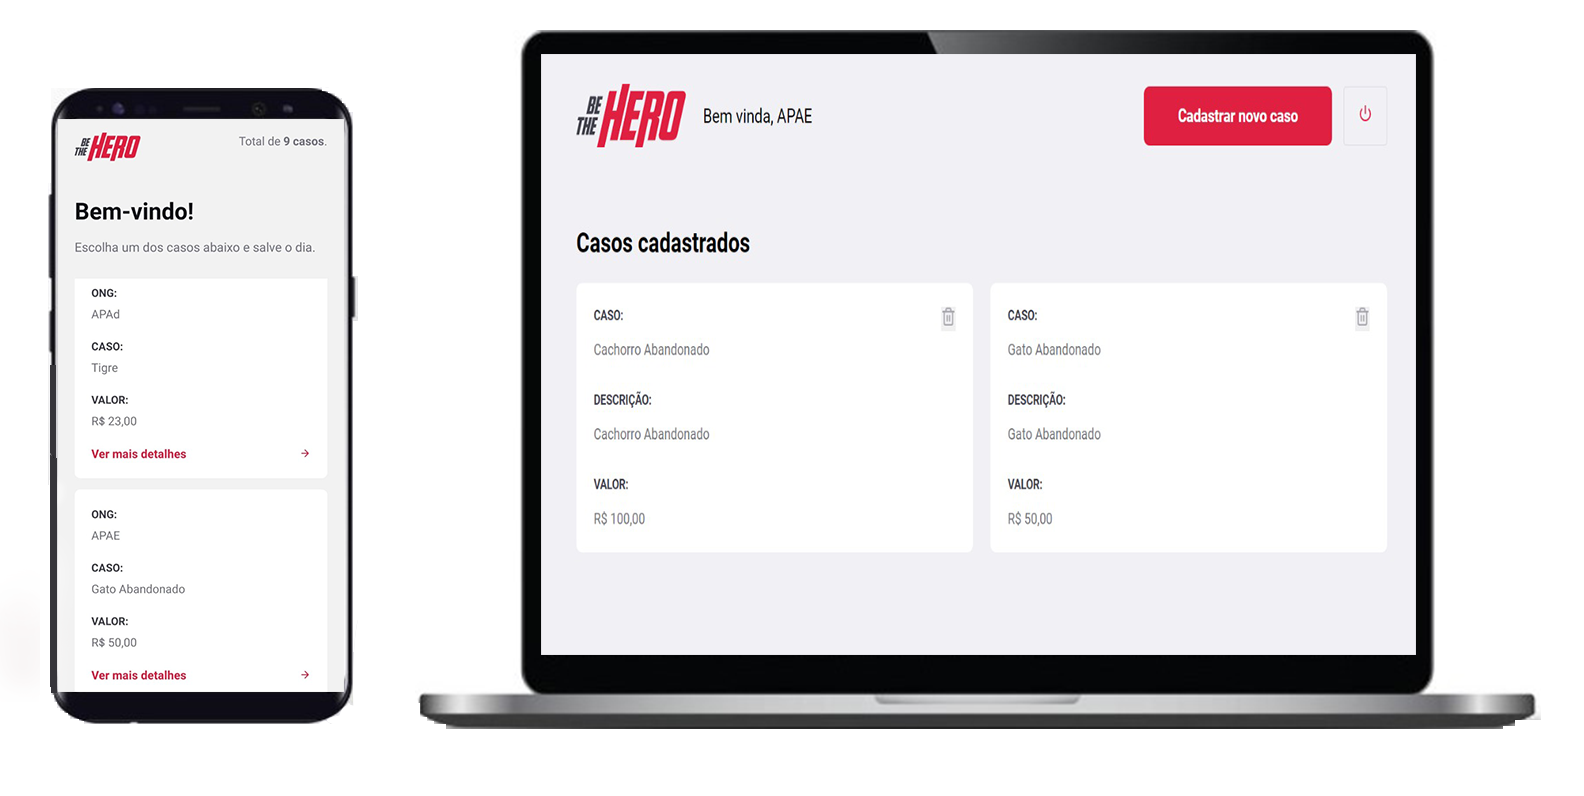 BE THE HERO
Total de 9 casos.
Bem-vindo!
Escolha um dos casos abaixo e salve o dia.
ONG:
APAd
CASO:
Tigre
VALOR:
R$ 23,00
Ver mais detalhes
ONG:
APAE
CASO:
Gato Abandonado
VALOR:
R$ 50,00
Ver mais detalhes
BE THE HERO
Bem vinda, APAE
Cadastrar novo caso
Casos cadastrados
CASO:
Cachorro Abandonado
DESCRIÇÃO:
Cachorro Abandonado
VALOR:
R$ 100,00
CASO:
Gato Abandonado
DESCRIÇÃO:
Gato Abandonado
VALOR:
R$ 50,00